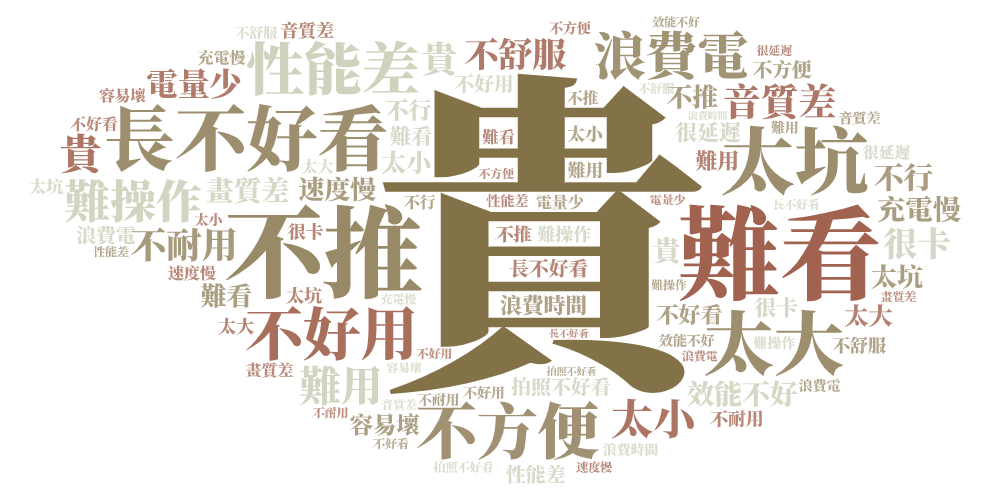 不舒服 音質差 不方便 效能不好
充電慢 性能差 貴 不舒服 浪費電 很延遲
容易壞 電量少 不好用 不方便
不好看 長不好看 不行 不推 不舒服 不推 音質差
貴 難看 難看 太小 浪費時間 很延遲 難用 音質差
太大 太小 貴 難用 難用 太坑 很延遲
太坑 難操作 畫質差 速度慢 不方便 不行
太小 不行 性能差 電量少 電量少 長不好看 充電慢
浪費電 不耐用 很卡 不推 不推 難操作 貴 難看 很卡
性能差 速度慢 長不好看 太坑
難看 太坑 充電慢 浪費時間 難操作 很卡 畫質差
太大 不好用 長不好看 不好看 太大 太大
不好用 效能不好 浪費電 難操作 不舒服
畫質差 難用 容易壞 拍照不好看 拍照不好看 效能不好 浪費電
不耐用 音質差 不耐用 不好用 太小 不耐用
容易壞 不方便
不好看 浪費時間
拍照不好看 性能差 速度慢